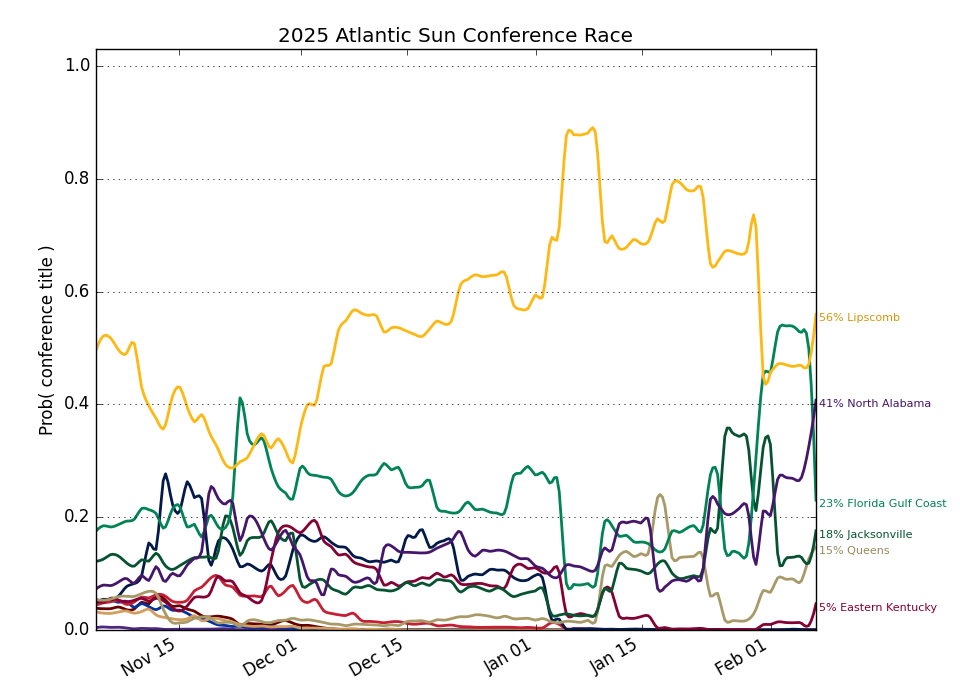 2025 Atlantic Sun Conference Race
Prob( conference title )
1.0
0.8
0.6
0.4
0.2
0.0
Nov 15
Dec 01
Dec 15
Jan 01
Jan 15
Feb 01
56% Lipscomb
41% North Alabama
23% Florida Gulf Coast
18% Jacksonville
15% Queens
5% Eastern Kentucky